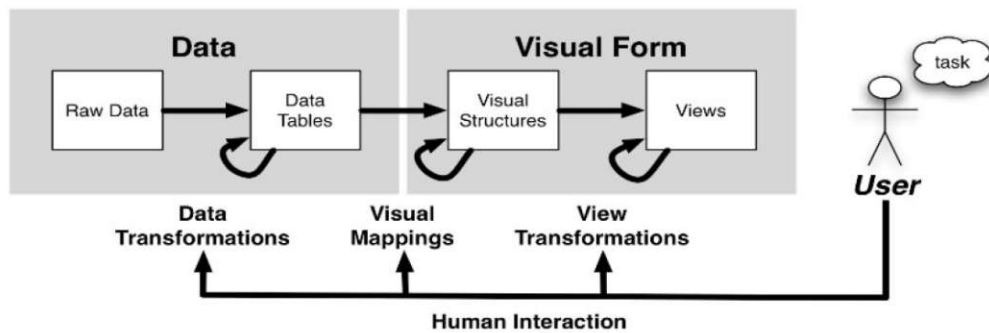 Data
Visual Form
task
Raw Data
Data
Tables
Visual
Structures
Views
User
Data
Transformations
Visual
Mappings
View
Transformations
Human Interaction